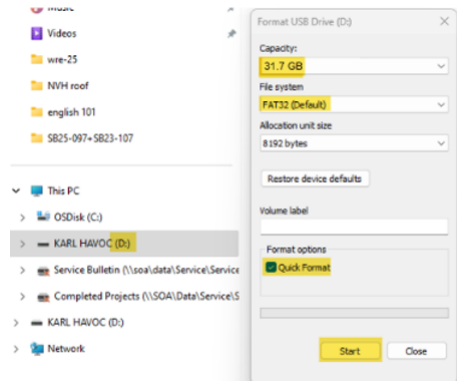 Music
Videos
wre-25
NVH roof
english 101
SB25-097+SB23-107
This PC
OSDisk (C:)
KARL HAVOC (D:)
Service Bulletin (\\soa\data\Service\Service
Completed Projects (\\SOA\Data\Service\S
KARL HAVOC (D:)
Network
Format USB Drive (D:)
Capacity:
31.7 GB
File system
FAT32 (Default)
Allocation unit size
8192 bytes
Restore device defaults
Volume label
Format options
Quick Format
Start
Close